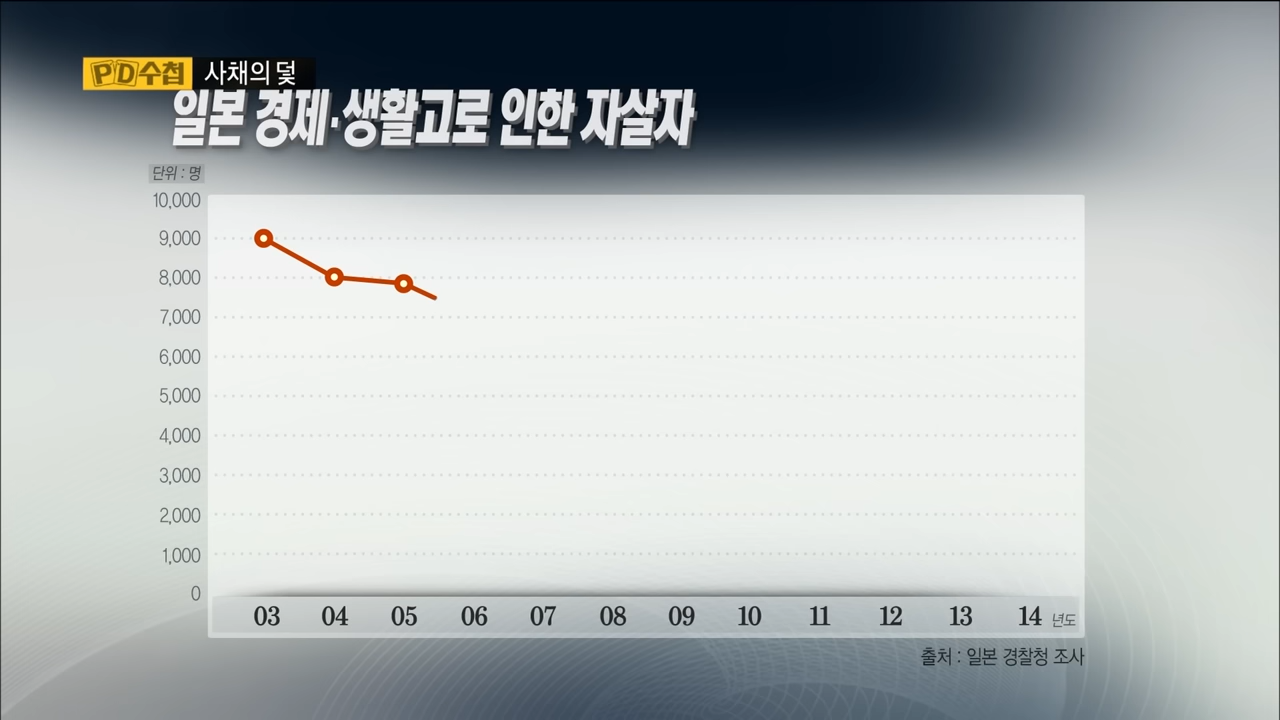 PD수첩 사채의 덫
일본 경제·생활고로 인한 자살자
단위 : 명
10,000
9,000
8,000
7,000
6,000
5,000
4,000
3,000
2,000
1,000
0
03 04 05 06 07 08 09 10 11 12 13 14 년도
출처 : 일본 경찰청 조사